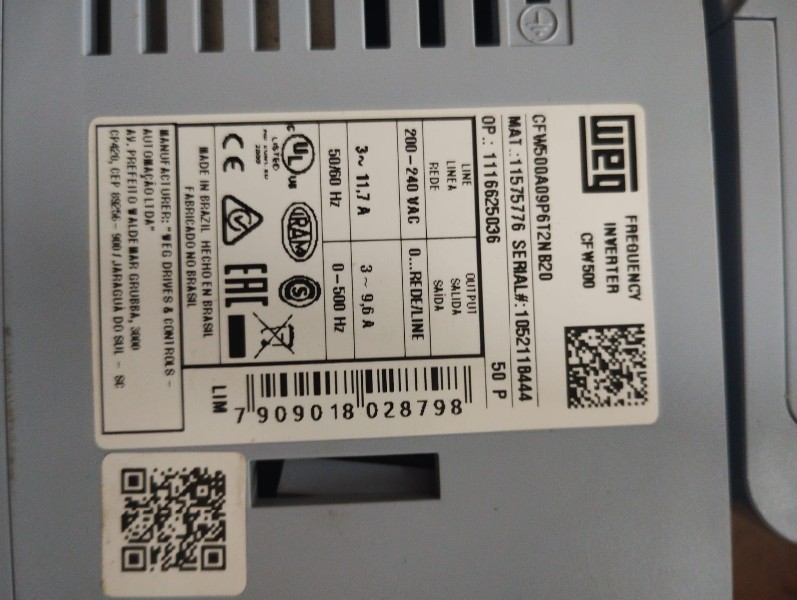 WEG
FREQUENCY
INVERTER
CFW500
CFW500A09P6T2NB20
MAT.:11575776 SERIAL#:1052118444
OP.: 1116625036 50 P
LINE
LINEA
REDE
OUTPUT
SALIDA
SAÍDA
200-240 VAC 0...REDE/LINE
3~ 11,7 A 3~ 9,6 A
50/60 Hz 0-500 Hz
C UL US
LISTED
IRAM
S
CE
EAC
MADE IN BRAZIL HECHO EN BRASIL
FABRICADO NO BRASIL
MANUFACTURER: "WEG DRIVES & CONTROLS -
AUTOMAÇÃO LTDA"
AV. PREFEITO WALDEMAR GRUBBA, 3000
CP420, CEP 89256-900 / JARAGUÁ DO SUL - SC
LIM
7 909018 028798